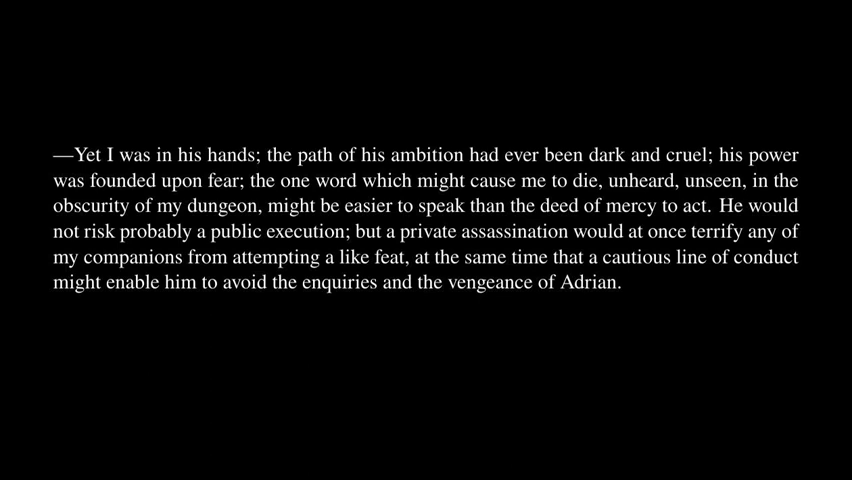 —Yet I was in his hands; the path of his ambition had ever been dark and cruel; his power
was founded upon fear; the one word which might cause me to die, unheard, unseen, in the
obscurity of my dungeon, might be easier to speak than the deed of mercy to act. He would
not risk probably a public execution; but a private assassination would at once terrify any of
my companions from attempting a like feat, at the same time that a cautious line of conduct
might enable him to avoid the enquiries and the vengeance of Adrian.